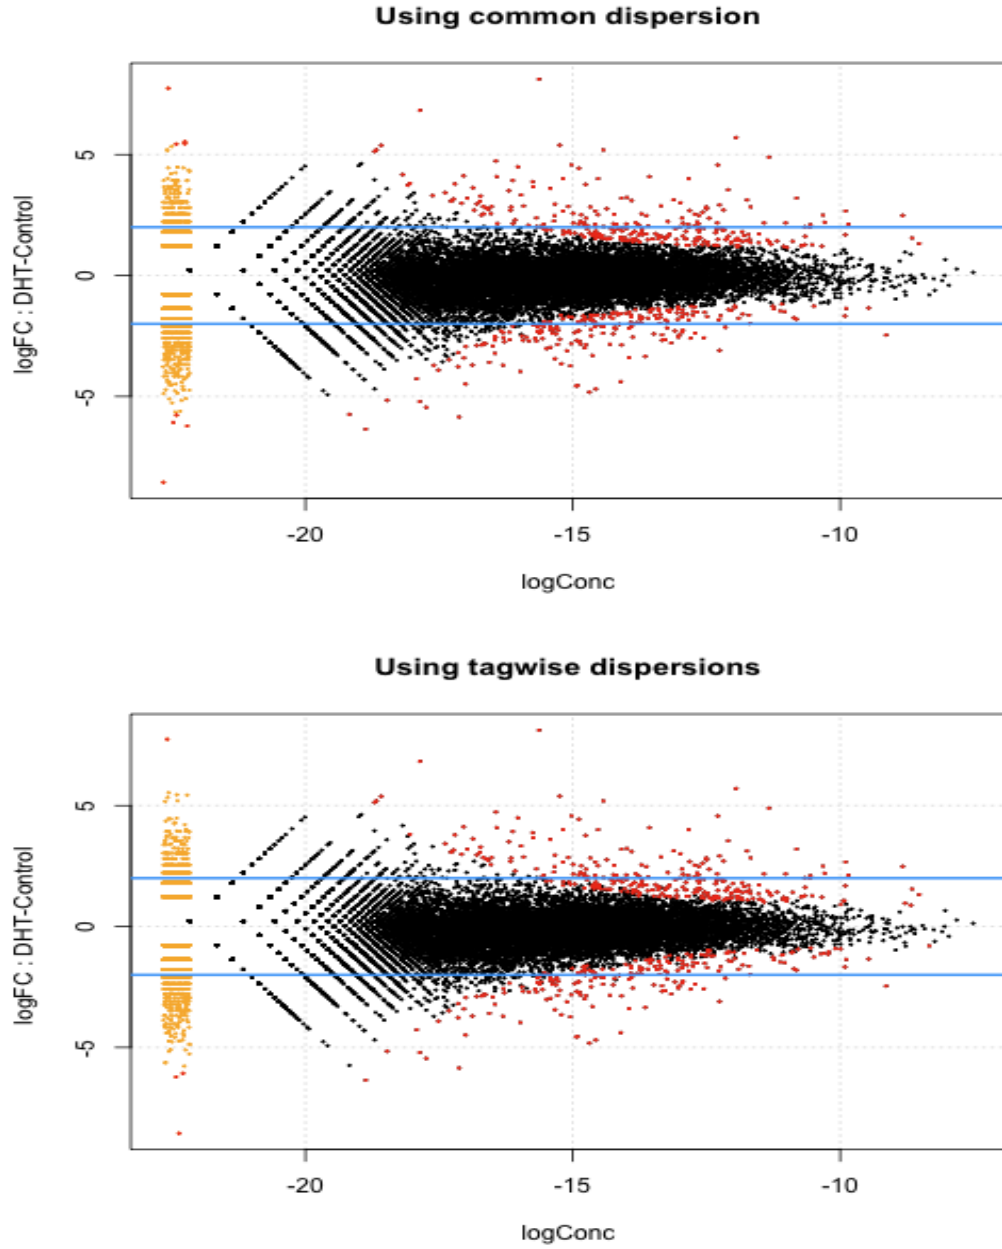 Using common dispersion
logFC : DHT-Control
5
0
-5
-20 -15 -10
logConc
Using tagwise dispersions
logFC : DHT-Control
5
0
-5
-20 -15 -10
logConc